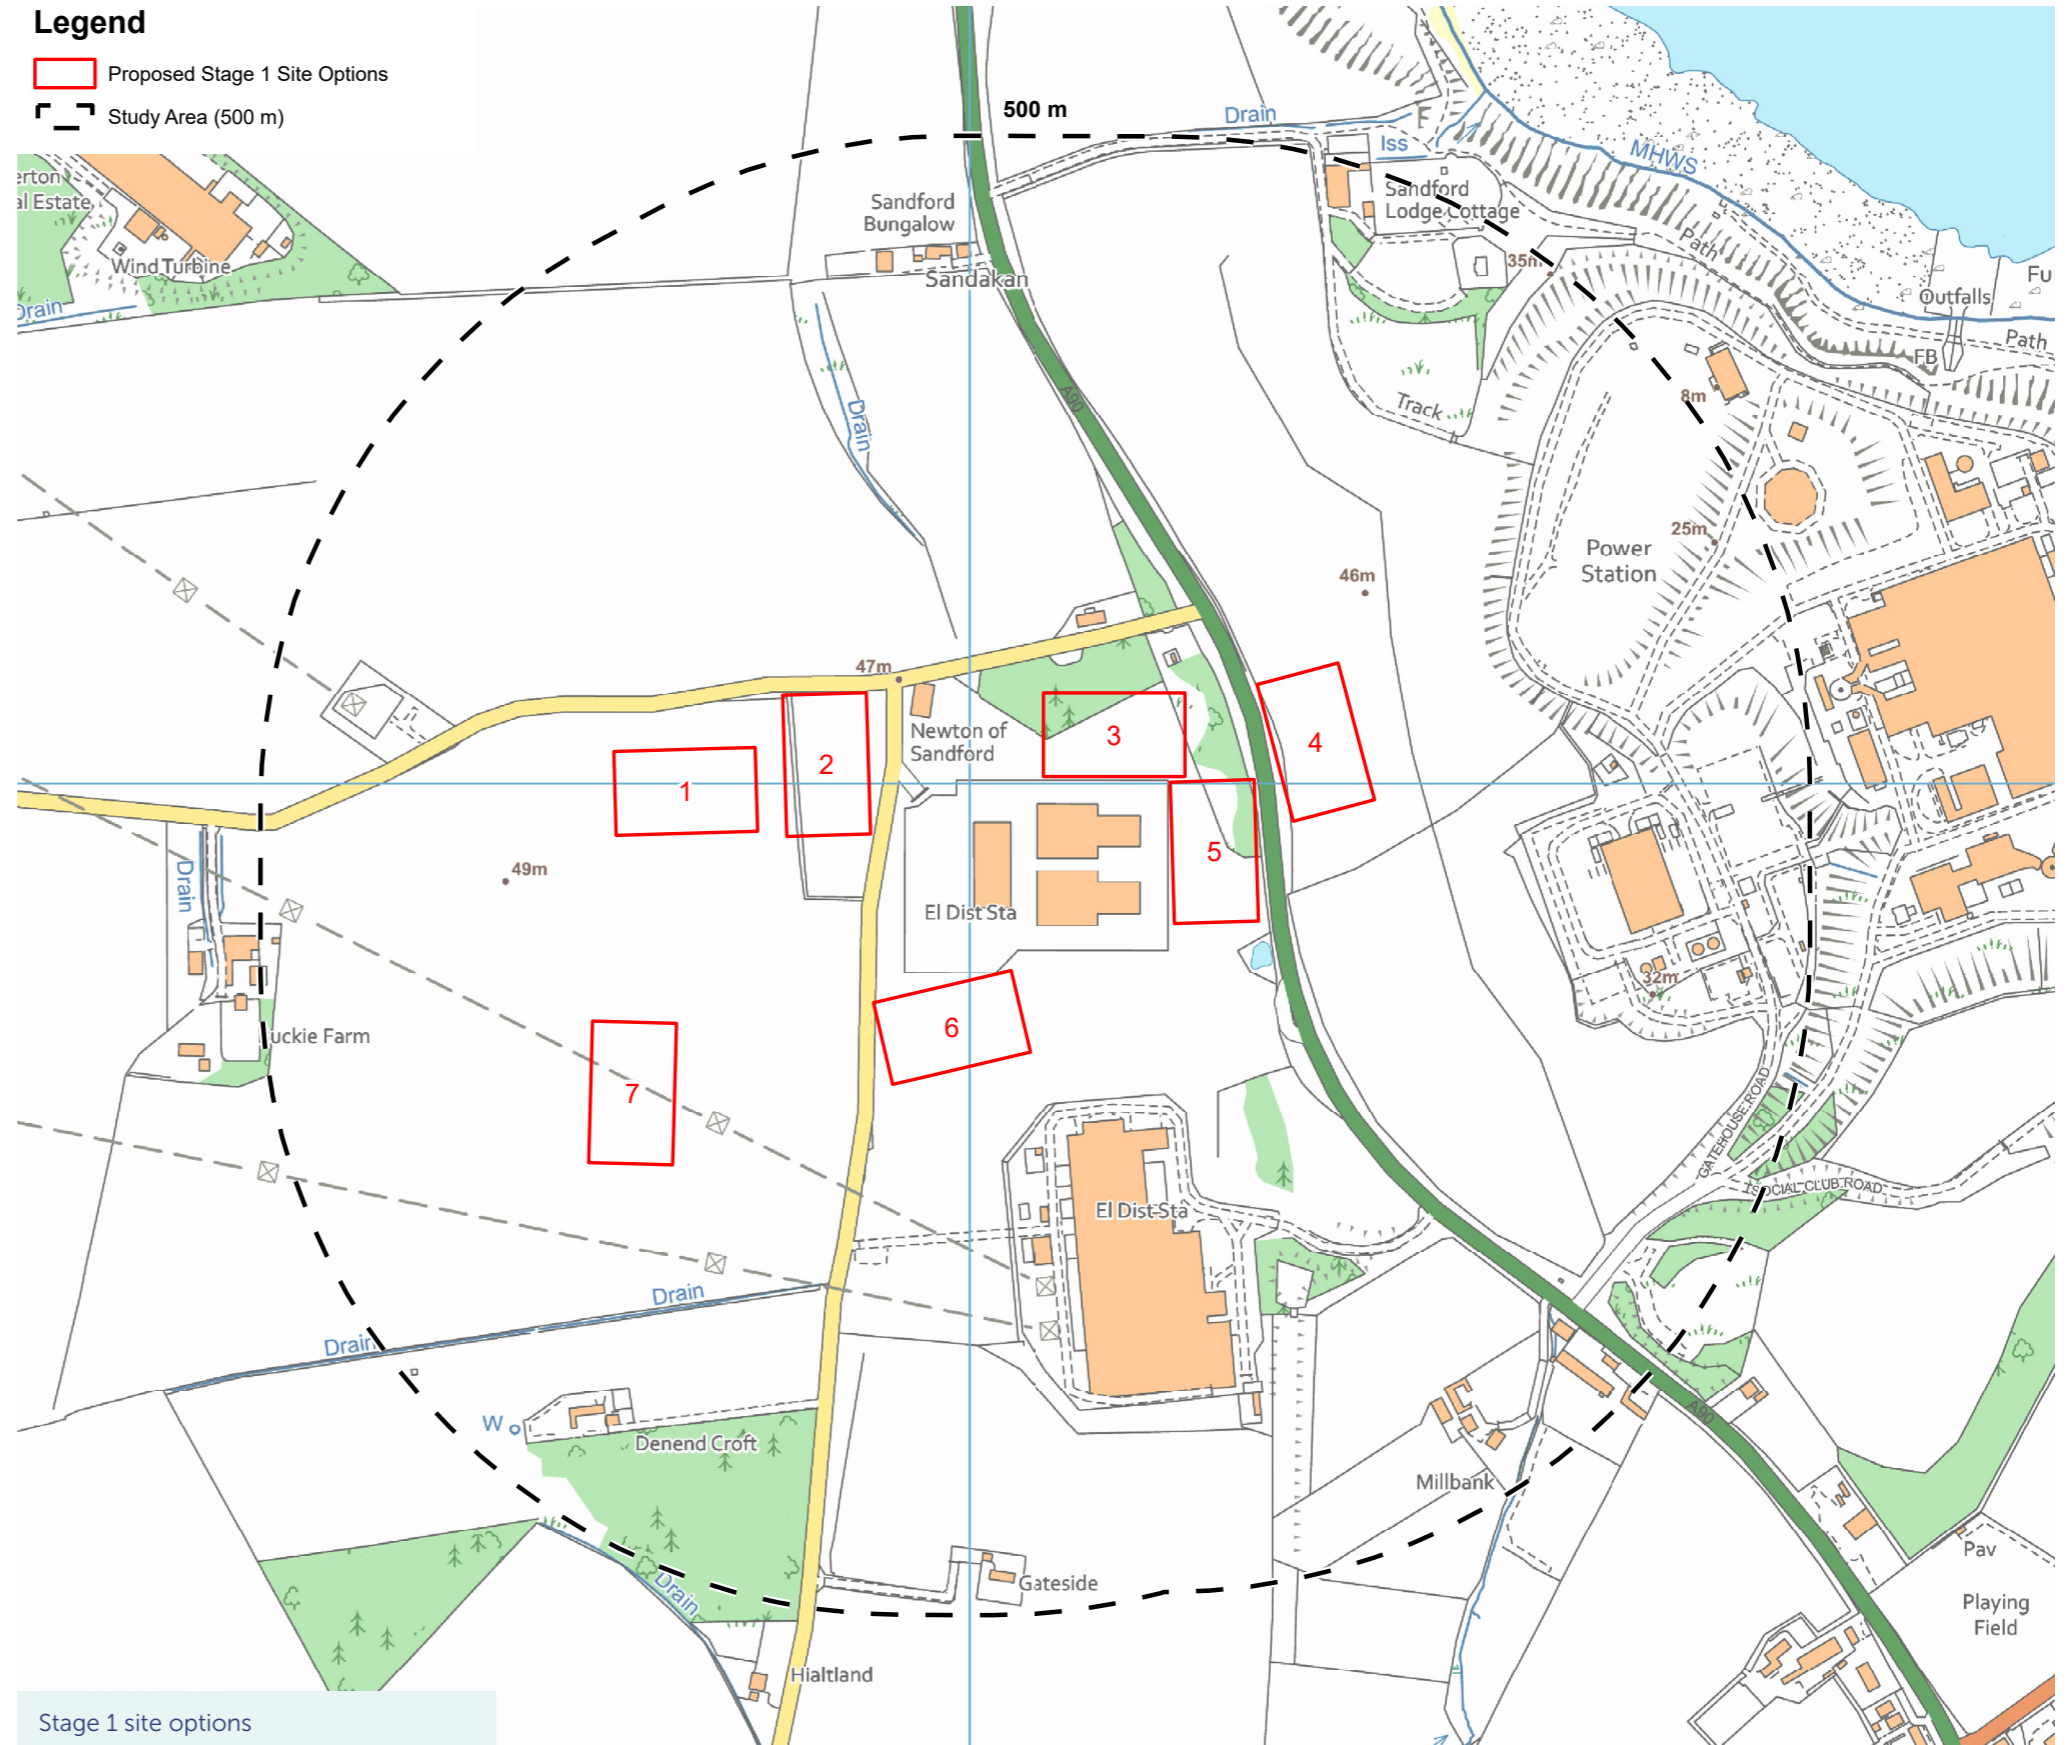 Legend
Proposed Stage 1 Site Options
Study Area (500 m)
500 m
Drain
Iss
MHWS
erton
al Estate
Wind Turbine
Drain
Sandford
Bungalow
Sandakan
Sandford
Lodge Cottage
Path
35m
Outfalls
Fu
Path
FB
Track
8m
A90
Drain
25m
Power
Station
46m
47m
Newton of
Sandford
1
2
3
4
5
El Dist Sta
49m
Drain
uckie Farm
6
7
32m
GATEHOUSE ROAD
SOCIAL CLUB ROAD
El Dist Sta
Drain
Drain
W
Denend Croft
Millbank
A90
Gateside
Drain
Hialtland
Pav
Playing
Field
Stage 1 site options